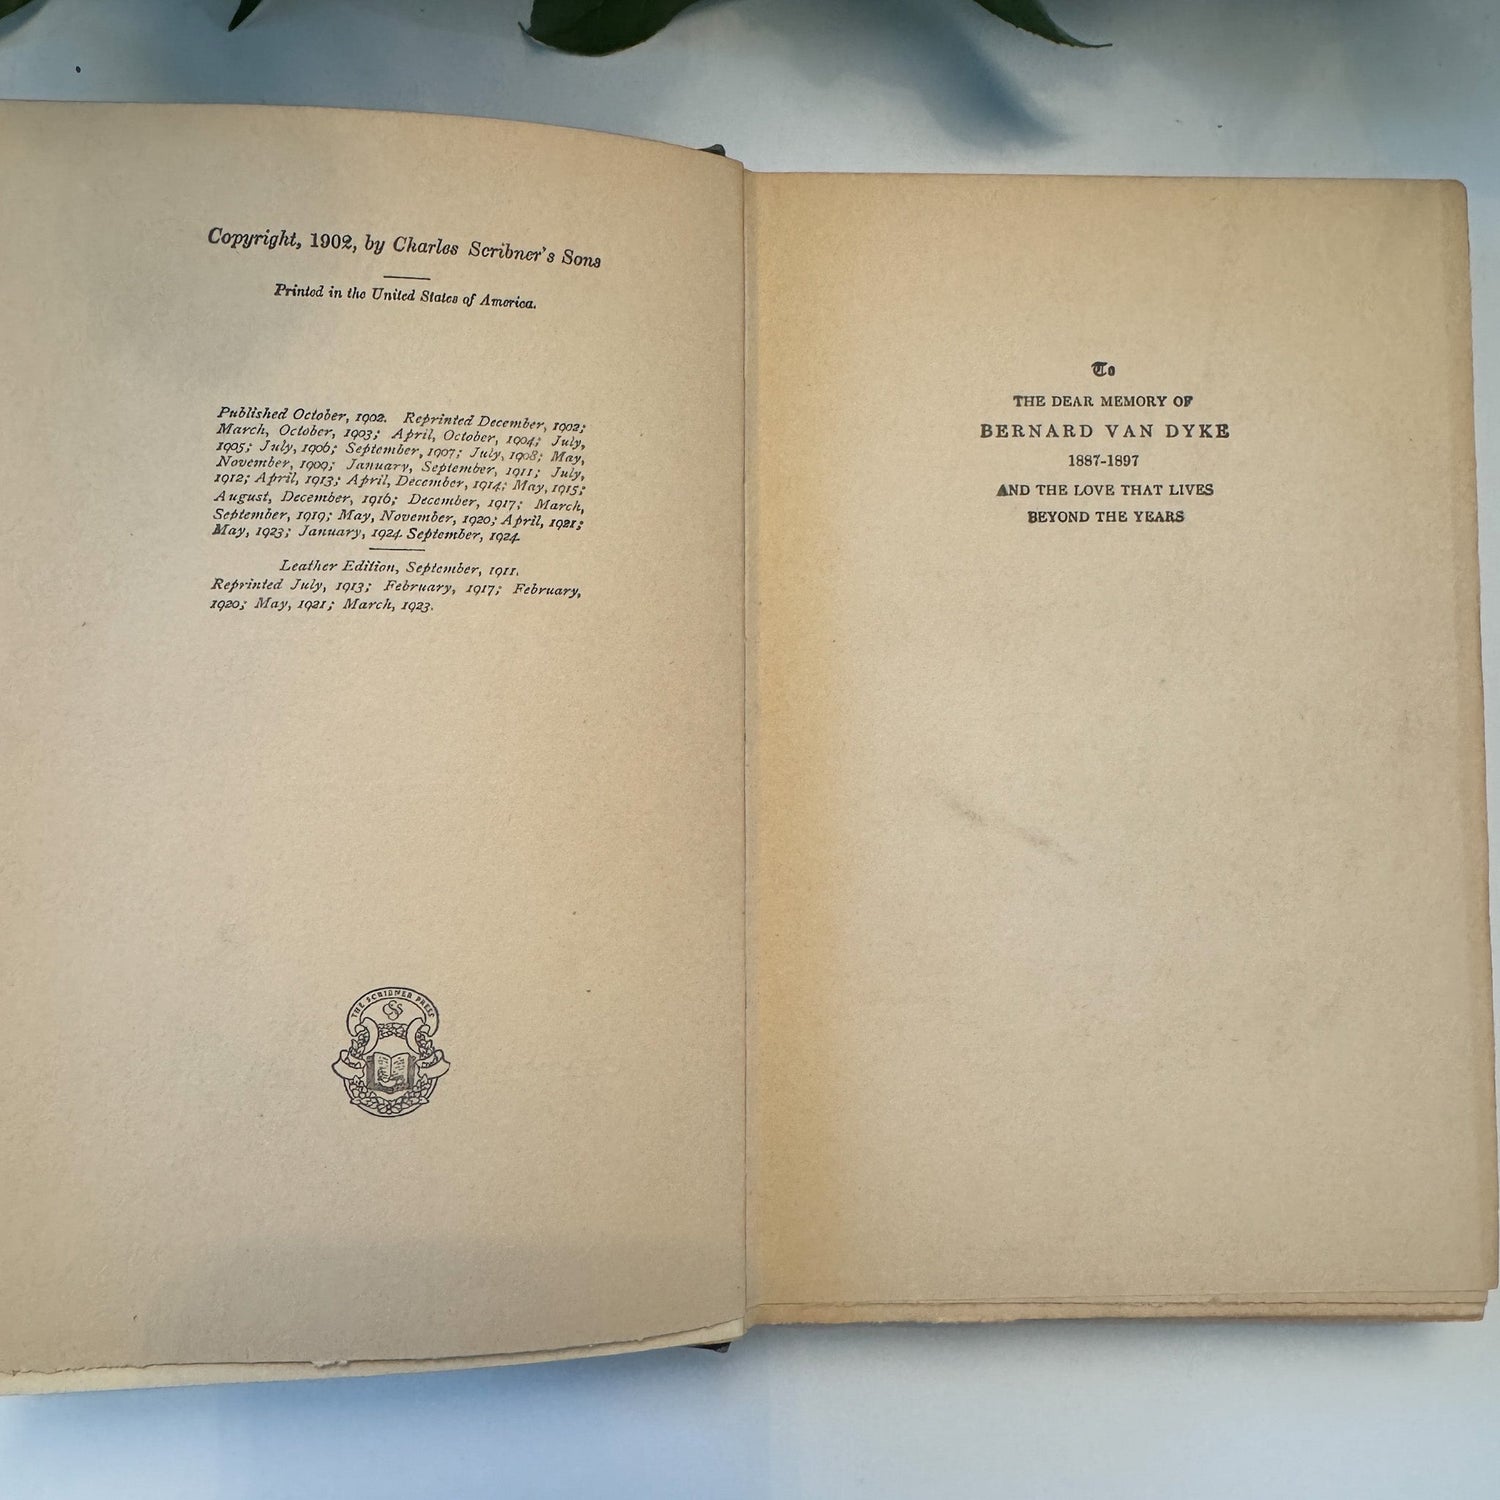 Copyright, 1902, by Charles Scribner's Sons
Printed in the United States of America.
Published October, 1902. Reprinted December, 1902;
March, October, 1903; April, October, 1904; July,
1905; July, 1906; September, 1907; July, 1908; May,
November, 1909; January, September, 1911; July,
1912; April, 1913; April, December, 1914; May, 1915;
August, December, 1916; December, 1917; March,
September, 1919; May, November, 1920; April, 1921;
May, 1923; January, 1924 September, 1924.
Leather Edition, September, 1911.
Reprinted July, 1913; February, 1917; February,
1920; May, 1921; March, 1923.
THE SCRIBNER PRESS
CSS
To
THE DEAR MEMORY OF
BERNARD VAN DYKE
1887-1897
AND THE LOVE THAT LIVES
BEYOND THE YEARS